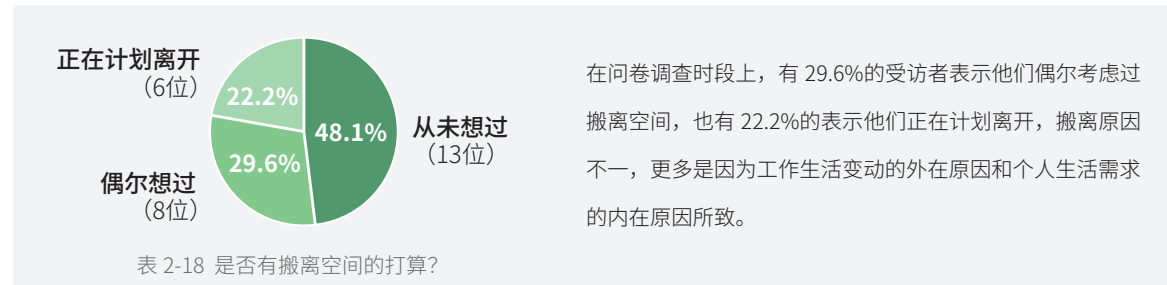 正在计划离开
（6位）
22.2%
48.1%
从未想过
（13位）
29.6%
偶尔想过
（8位）
表 2-18 是否有搬离空间的打算？
在问卷调查时段上，有 29.6%的受访者表示他们偶尔考虑过
搬离空间，也有 22.2%的表示他们正在计划离开，搬离原因
不一，更多是因为工作生活变动的外在原因和个人生活需求
的内在原因所致。